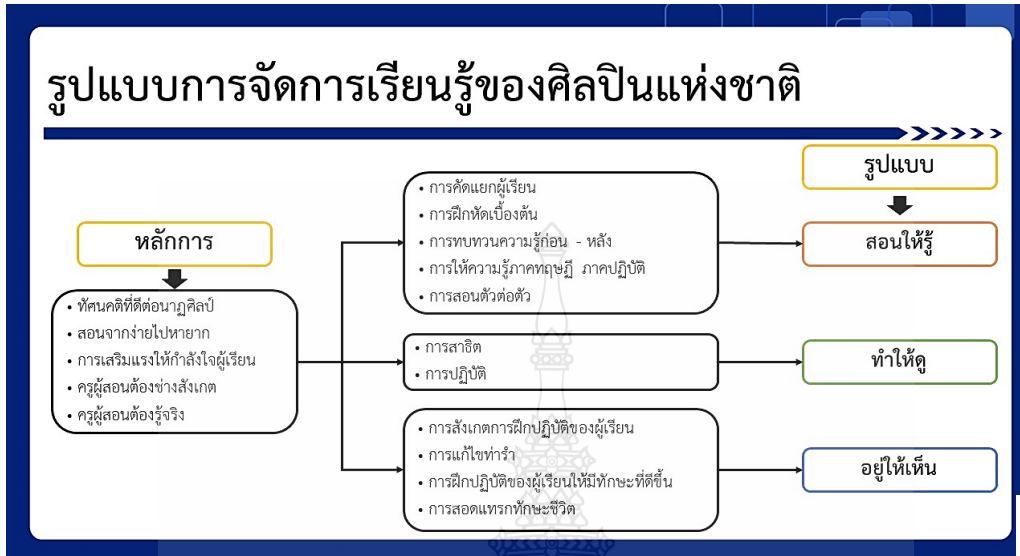 รูปแบบการจัดการเรียนรู้ของศิลปินแห่งชาติ
หลักการ
• ทัศนคติที่ดีต่อนาฏศิลป์
• สอนจากง่ายไปหายาก
• การเสริมแรงให้กำลังใจผู้เรียน
• ครูผู้สอนต้องช่างสังเกต
• ครูผู้สอนต้องรู้จริง
• การคัดแยกผู้เรียน
• การฝึกหัดเบื้องต้น
• การทบทวนความรู้ก่อน - หลัง
• การให้ความรู้ภาคทฤษฎี ภาคปฏิบัติ
• การสอนตัวต่อตัว
• การสาธิต
• การปฏิบัติ
• การสังเกตการฝึกปฏิบัติของผู้เรียน
• การแก้ไขท่ารำ
• การฝึกปฏิบัติของผู้เรียนให้มีทักษะที่ดีขึ้น
• การสอดแทรกทักษะชีวิต
รูปแบบ
สอนให้รู้
ทำให้ดู
อยู่ให้เห็น